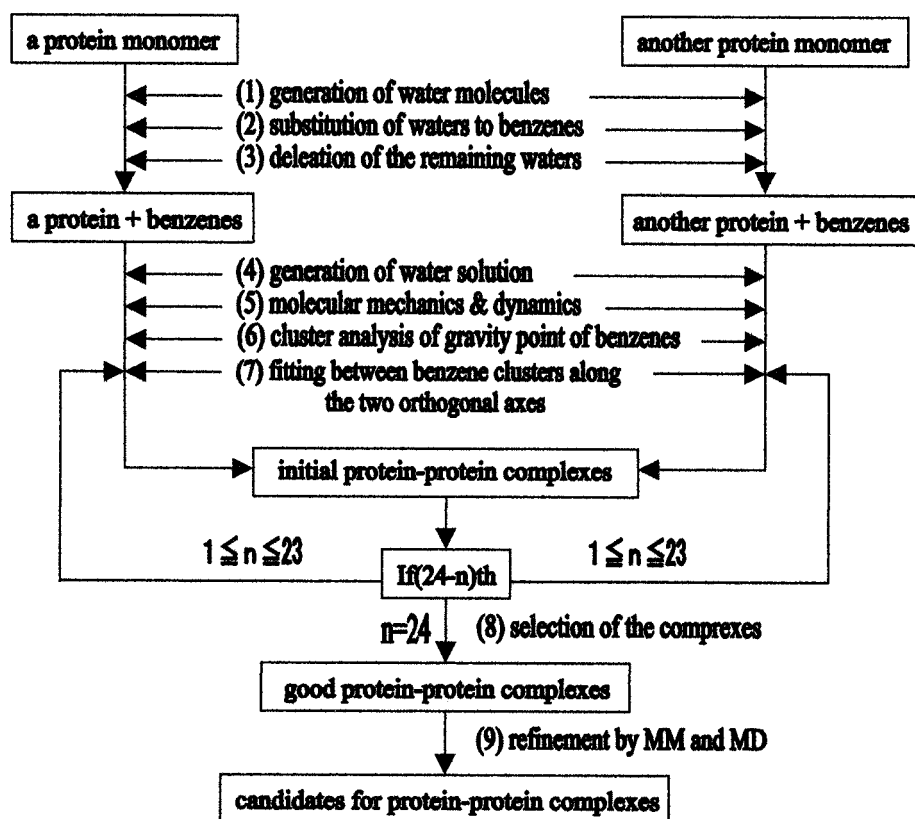 a protein monomer
another protein monomer
(1) generation of water molecules
(2) substitution of waters to benzenes
(3) deleation of the remaining waters
a protein + benzenes
another protein + benzenes
(4) generation of water solution
(5) molecular mechanics & dynamics
(6) cluster analysis of gravity point of benzenes
(7) fitting between benzene clusters along
the two orthogonal axes
initial protein-protein complexes
1 ≦ n ≦23
1 ≦ n ≦23
If(24-n)th
n=24
(8) selection of the comprexes
good protein-protein complexes
(9) refinement by MM and MD
candidates for protein-protein complexes